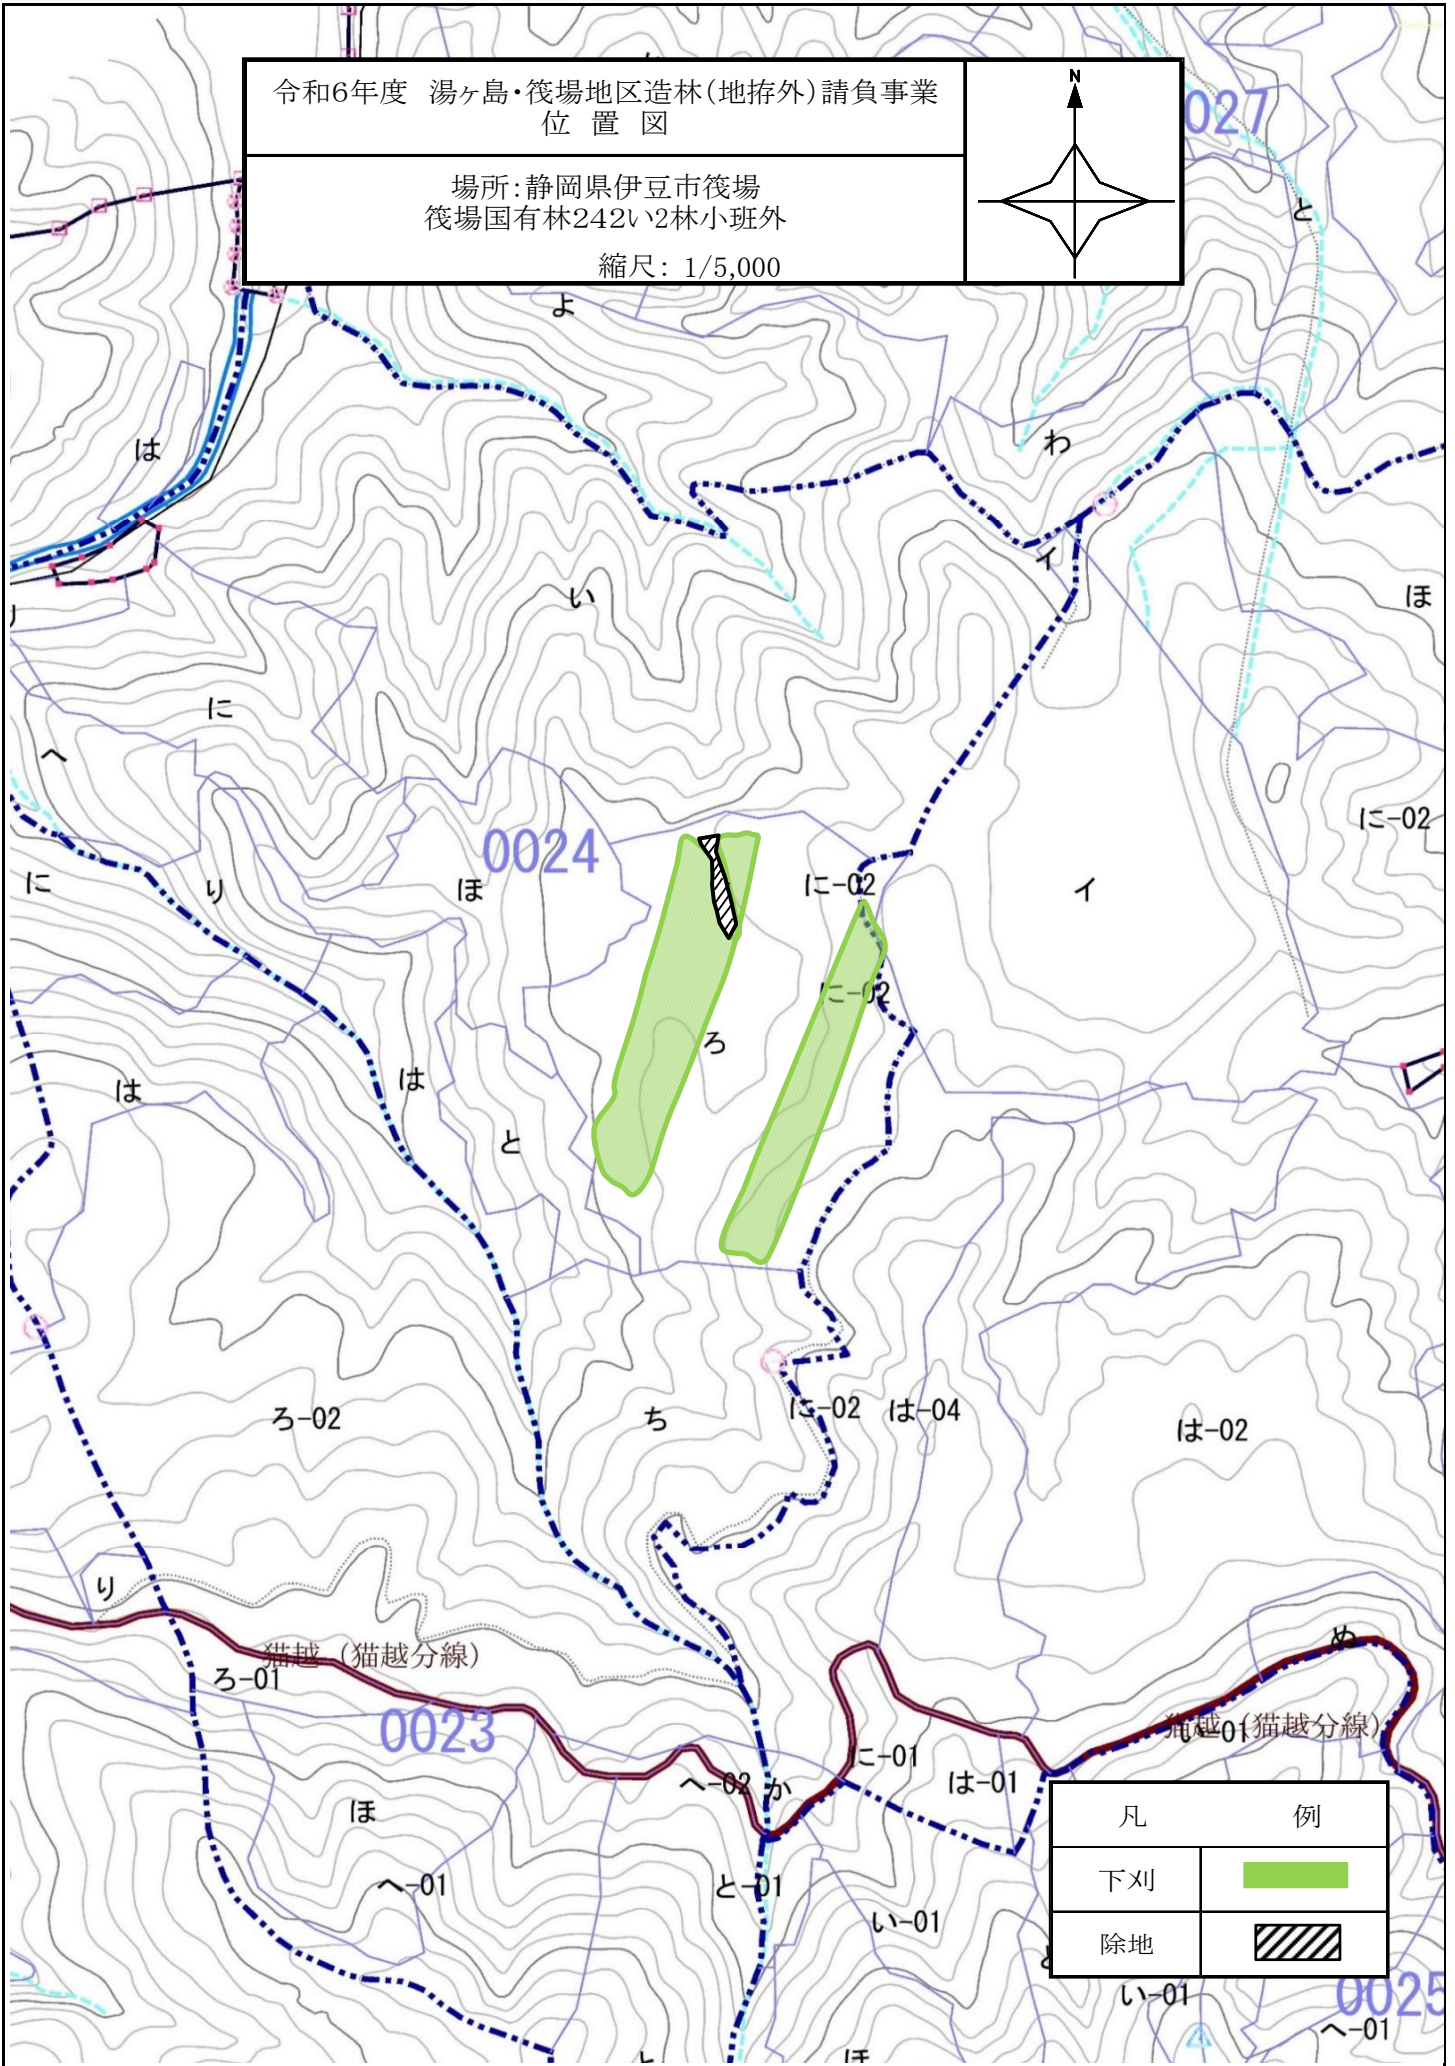 令和6年度 湯ヶ島・筏場地区造林(地拵外)請負事業
位 置 図
N
場所:静岡県伊豆市筏場
筏場国有林242い2林小班外
縮尺: 1/5,000
027
と
よ
は
わ
イ
い
ほ
に
へ
に-02
0024
に
り
ほ
に-02
イ
に-02
ろ
は
は
と
ろ-02
ち
に-02
は-04
は-02
り
猫越 (猫越分線)
ろ-01
ぬ
0023
猫越 (猫越分線)
に-01
は-01
へ-02
か
ほ
凡 例
へ-01
と-01
下刈
い-01
除地
い-01
0025
へ-01